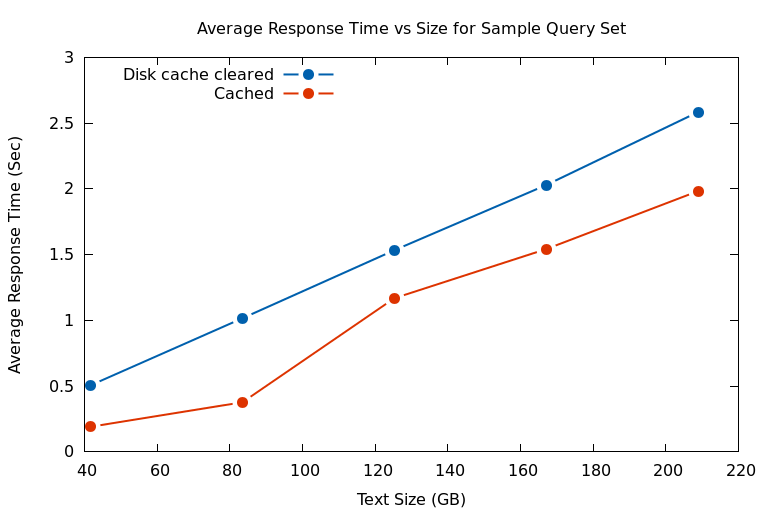 Average Response Time vs Size for Sample Query Set
3
Disk cache cleared
Cached
2.5
2
1.5
1
0.5
0
Average Response Time (Sec)
40 60 80 100 120 140 160 180 200 220
Text Size (GB)